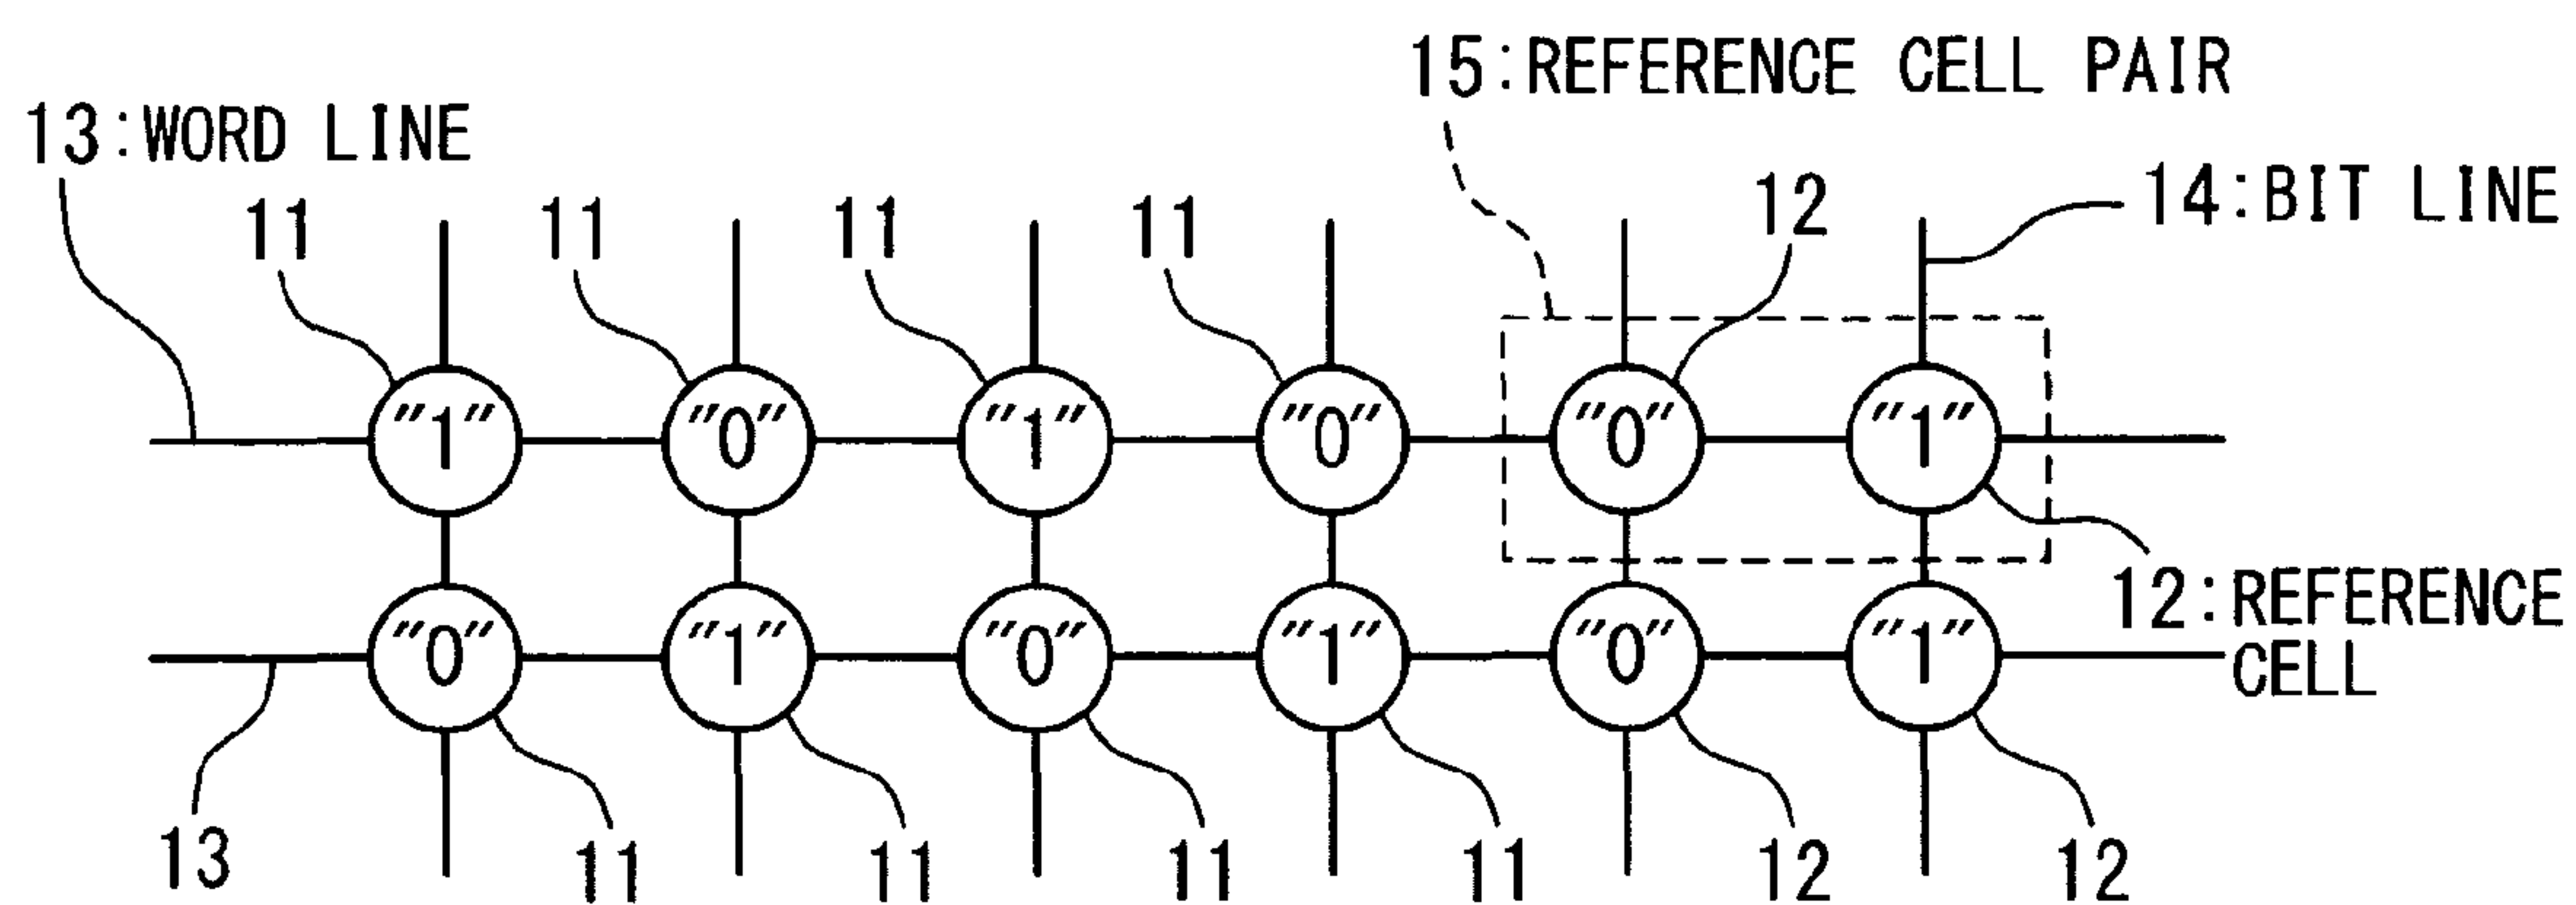 15:REFERENCE CELL PAIR
13:WORD LINE
11 11 11 11 12 14:BIT LINE
"1" "0" "1" "0" "0" "1"
12:REFERENCE
CELL
"0" "1" "0" "1" "0" "1"
13 11 11 11 11 12 12